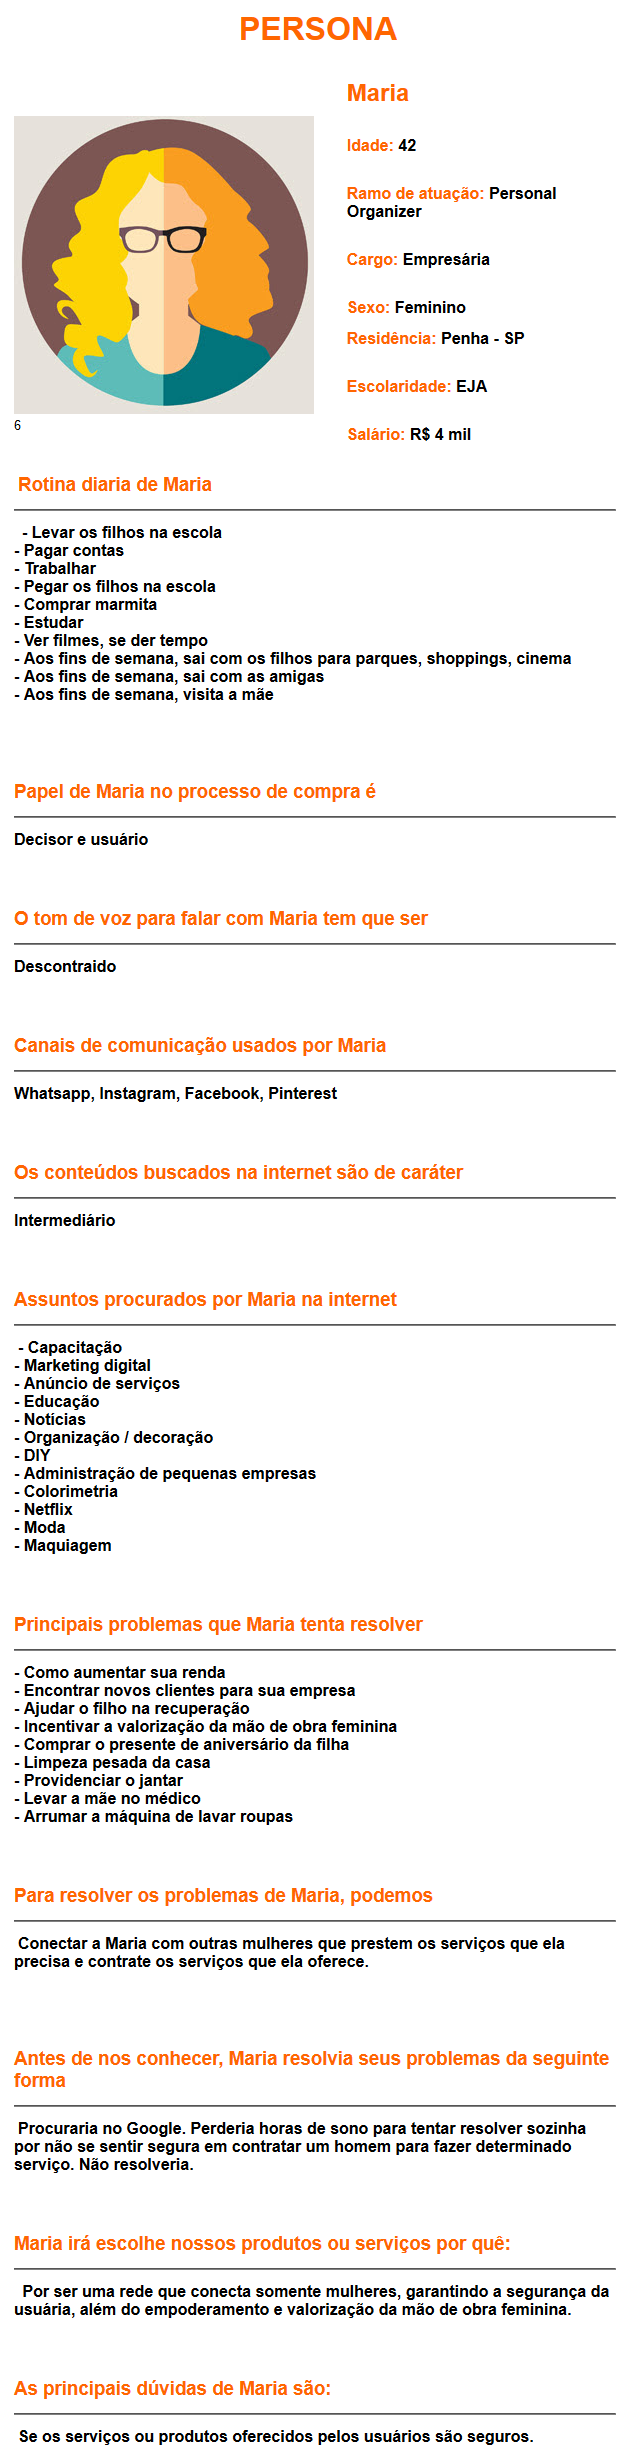 PERSONA
Maria
Idade: 42
Ramo de atuação: Personal
Organizer
Cargo: Empresária
Sexo: Feminino
Residência: Penha - SP
Escolaridade: EJA
6
Salário: R$ 4 mil
Rotina diaria de Maria
- Levar os filhos na escola
- Pagar contas
- Trabalhar
- Pegar os filhos na escola
- Comprar marmita
- Estudar
- Ver filmes, se der tempo
- Aos fins de semana, sai com os filhos para parques, shoppings, cinema
- Aos fins de semana, sai com as amigas
- Aos fins de semana, visita a mãe
Papel de Maria no processo de compra é
Decisor e usuário
O tom de voz para falar com Maria tem que ser
Descontraido
Canais de comunicação usados por Maria
Whatsapp, Instagram, Facebook, Pinterest
Os conteúdos buscados na internet são de caráter
Intermediário
Assuntos procurados por Maria na internet
- Capacitação
- Marketing digital
- Anúncio de serviços
- Educação
- Notícias
- Organização / decoração
- DIY
- Administração de pequenas empresas
- Colorimetria
- Netflix
- Moda
- Maquiagem
Principais problemas que Maria tenta resolver
- Como aumentar sua renda
- Encontrar novos clientes para sua empresa
- Ajudar o filho na recuperação
- Incentivar a valorização da mão de obra feminina
- Comprar o presente de aniversário da filha
- Limpeza pesada da casa
- Providenciar o jantar
- Levar a mãe no médico
- Arrumar a máquina de lavar roupas
Para resolver os problemas de Maria, podemos
Conectar a Maria com outras mulheres que prestem os serviços que ela
precisa e contrate os serviços que ela oferece.
Antes de nos conhecer, Maria resolvia seus problemas da seguinte
forma
Procuraria no Google. Perderia horas de sono para tentar resolver sozinha
por não se sentir segura em contratar um homem para fazer determinado
serviço. Não resolveria.
Maria irá escolhe nossos produtos ou serviços por quê:
Por ser uma rede que conecta somente mulheres, garantindo a segurança da
usuária, além do empoderamento e valorização da mão de obra feminina.
As principais dúvidas de Maria são:
Se os serviços ou produtos oferecidos pelos usuários são seguros.